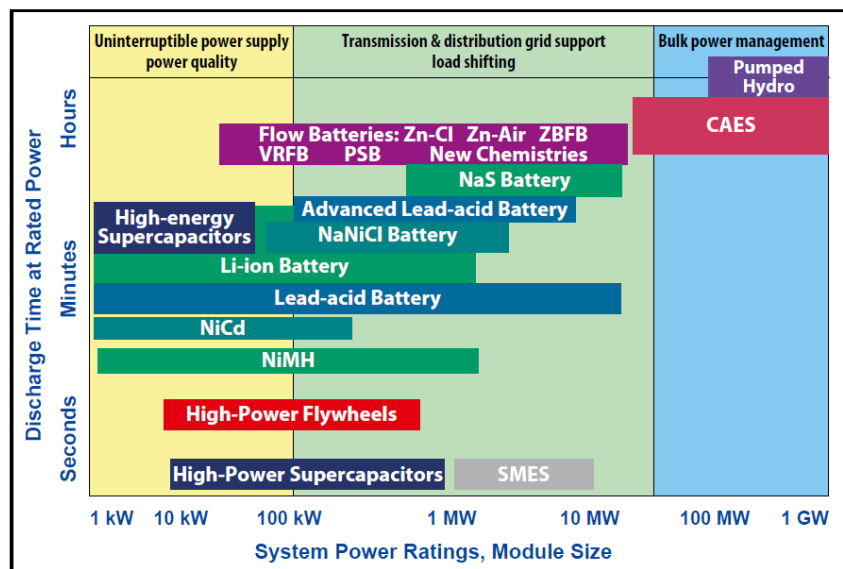 Uninterruptible power supply
power quality
Transmission & distribution grid support
load shifting
Bulk power management
Pumped
Hydro
CAES
Flow Batteries: Zn-Cl Zn-Air ZBFB
VRFB PSB New Chemistries
NaS Battery
High-energy
Supercapacitors
Advanced Lead-acid Battery
NaNiCl Battery
Li-ion Battery
Lead-acid Battery
NiCd
NiMH
High-Power Flywheels
High-Power Supercapacitors
SMES
Discharge Time at Rated Power
Hours
Minutes
Seconds
1 kW 10 kW 100 kW 1 MW 10 MW 100 MW 1 GW
System Power Ratings, Module Size